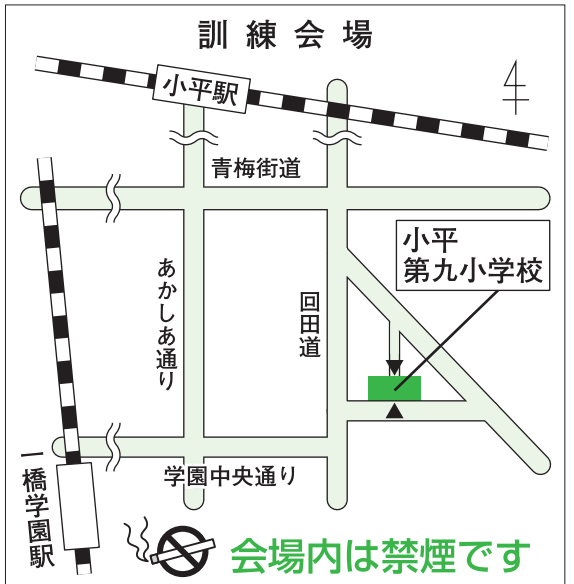 訓練会場
小平駅
青梅街道
小平
第九小学校
あかしあ通り
回田道
学園中央通り
一橋学園駅
会場内は禁煙です